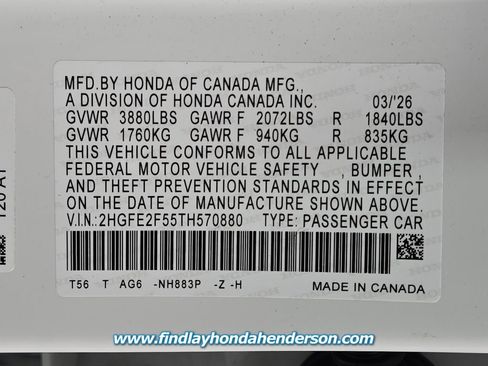 MFD.BY HONDA OF CANADA MFG.,
A DIVISION OF HONDA CANADA INC. 03/'26
GVWR 3880LBS GAWR F 2072LBS R 1840LBS
GVWR 1760KG GAWR F 940KG R 835KG
THIS VEHICLE CONFORMS TO ALL APPLICABLE
FEDERAL MOTOR VEHICLE SAFETY , BUMPER ,
AND THEFT PREVENTION STANDARDS IN EFFECT
ON THE DATE OF MANUFACTURE SHOWN ABOVE.
V.I.N:2HGFE2F55TH570880 TYPE: PASSENGER CAR
T56 T AG6 -NH883P -Z -H
MADE IN CANADA
120 A1
www.findlayhondahenderson.com